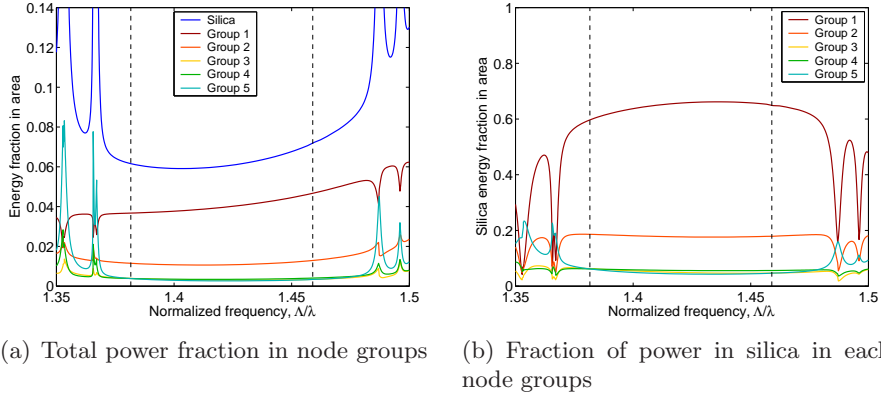 0.14
0.12
0.1
0.08
0.06
0.04
0.02
0
Energy fraction in area
1.35
1.4
1.45
1.5
Normalized frequency, Λ/λ
Silica
Group 1
Group 2
Group 3
Group 4
Group 5
(a) Total power fraction in node groups
1
0.8
0.6
0.4
0.2
0
Silica energy fraction in area
1.35
1.4
1.45
1.5
Normalized frequency, Λ/λ
Group 1
Group 2
Group 3
Group 4
Group 5
(b) Fraction of power in silica in each
node groups